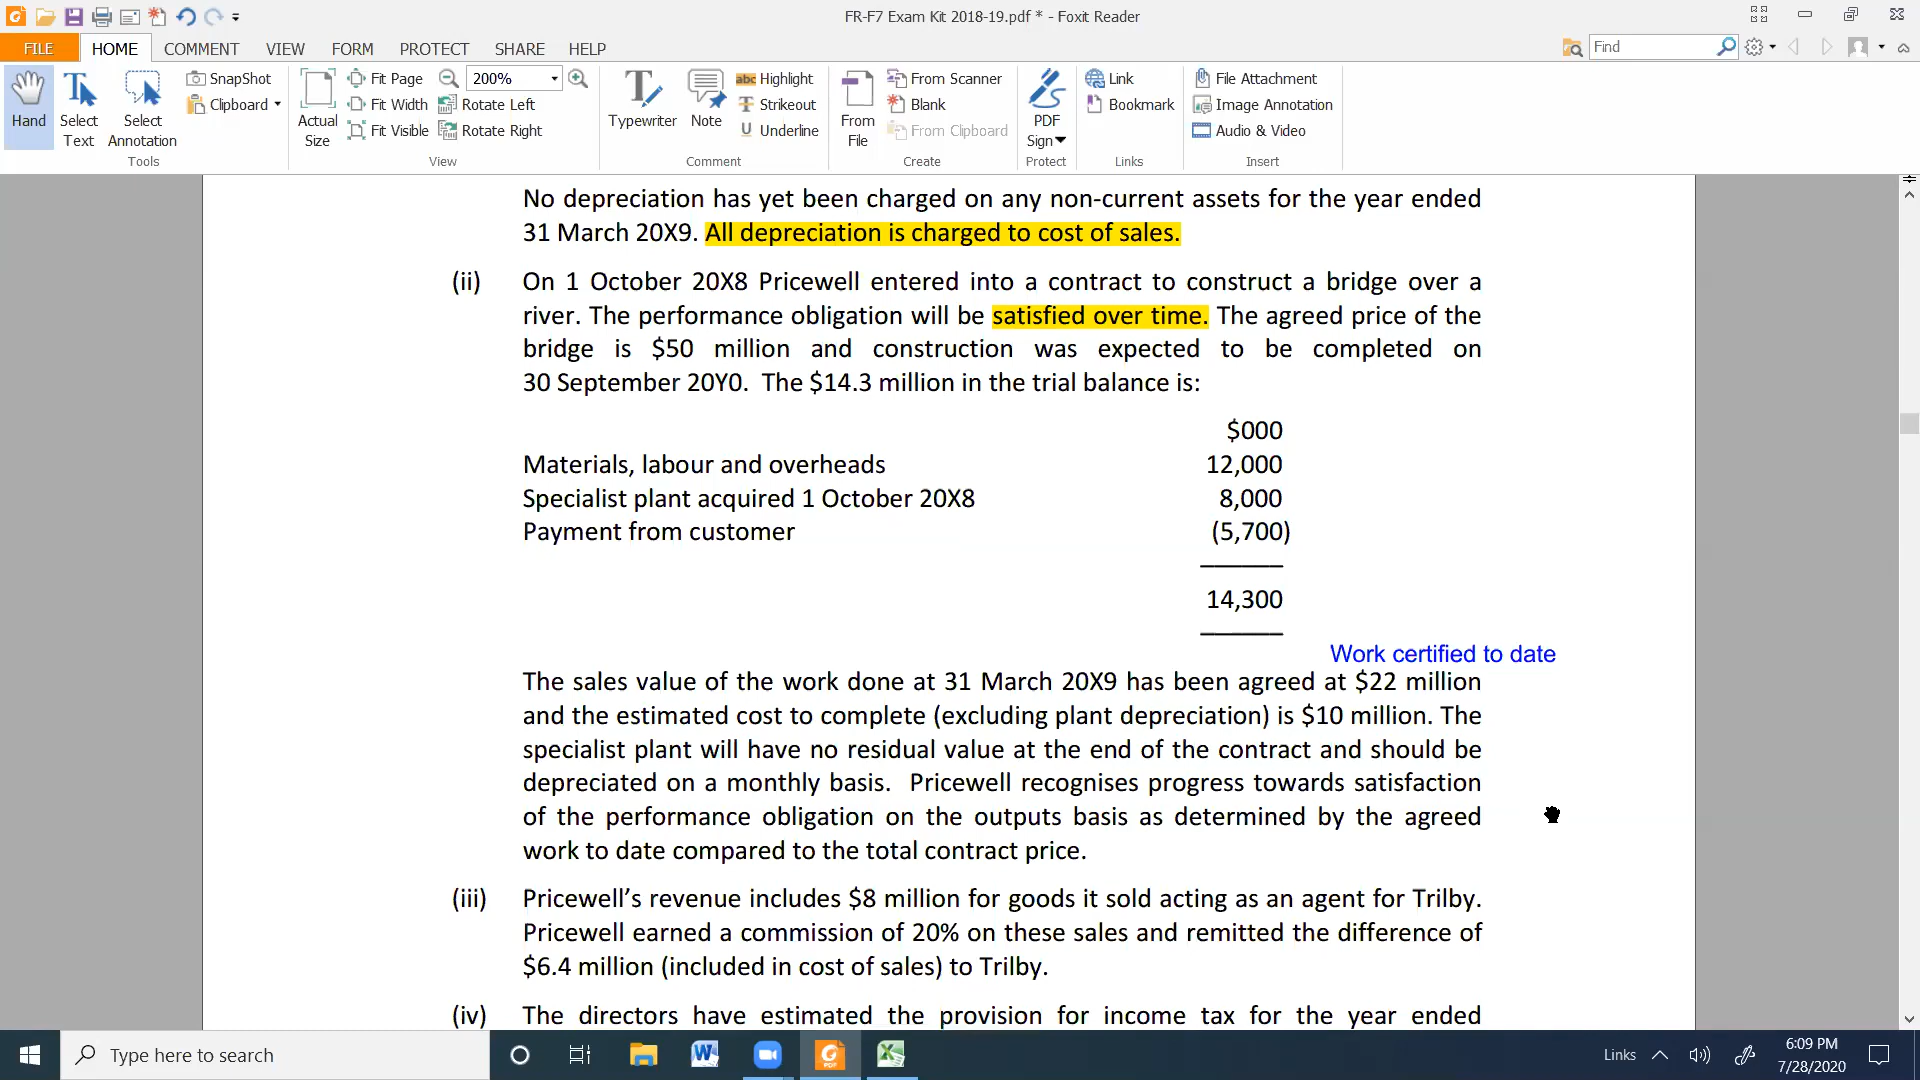 FR-F7 Exam Kit 2018-19.pdf * - Foxit Reader
FILE HOME COMMENT VIEW FORM PROTECT SHARE HELP Find
Hand
Select Text
Select Annotation
SnapShot
Clipboard
Tools
Actual Size
Fit Page
Fit Width
Fit Visible
200%
Rotate Left
Rotate Right
View
Typewriter
Note
abc Highlight
Strikeout
Underline
Comment
From File
From Scanner
Blank
From Clipboard
Create
PDF Sign
Protect
Link
Bookmark
Links
File Attachment
Image Annotation
Audio & Video
Insert
No depreciation has yet been charged on any non-current assets for the year ended
31 March 20X9. All depreciation is charged to cost of sales.
(ii) On 1 October 20X8 Pricewell entered into a contract to construct a bridge over a
river. The performance obligation will be satisfied over time. The agreed price of the
bridge is $50 million and construction was expected to be completed on
30 September 20Y0. The $14.3 million in the trial balance is:
$000
Materials, labour and overheads 12,000
Specialist plant acquired 1 October 20X8 8,000
Payment from customer (5,700)
14,300
Work certified to date
The sales value of the work done at 31 March 20X9 has been agreed at $22 million
and the estimated cost to complete (excluding plant depreciation) is $10 million. The
specialist plant will have no residual value at the end of the contract and should be
depreciated on a monthly basis. Pricewell recognises progress towards satisfaction
of the performance obligation on the outputs basis as determined by the agreed
work to date compared to the total contract price.
(iii) Pricewell's revenue includes $8 million for goods it sold acting as an agent for Trilby.
Pricewell earned a commission of 20% on these sales and remitted the difference of
$6.4 million (included in cost of sales) to Trilby.
(iv) The directors have estimated the provision for income tax for the year ended
Type here to search
Links
6:09 PM
7/28/2020